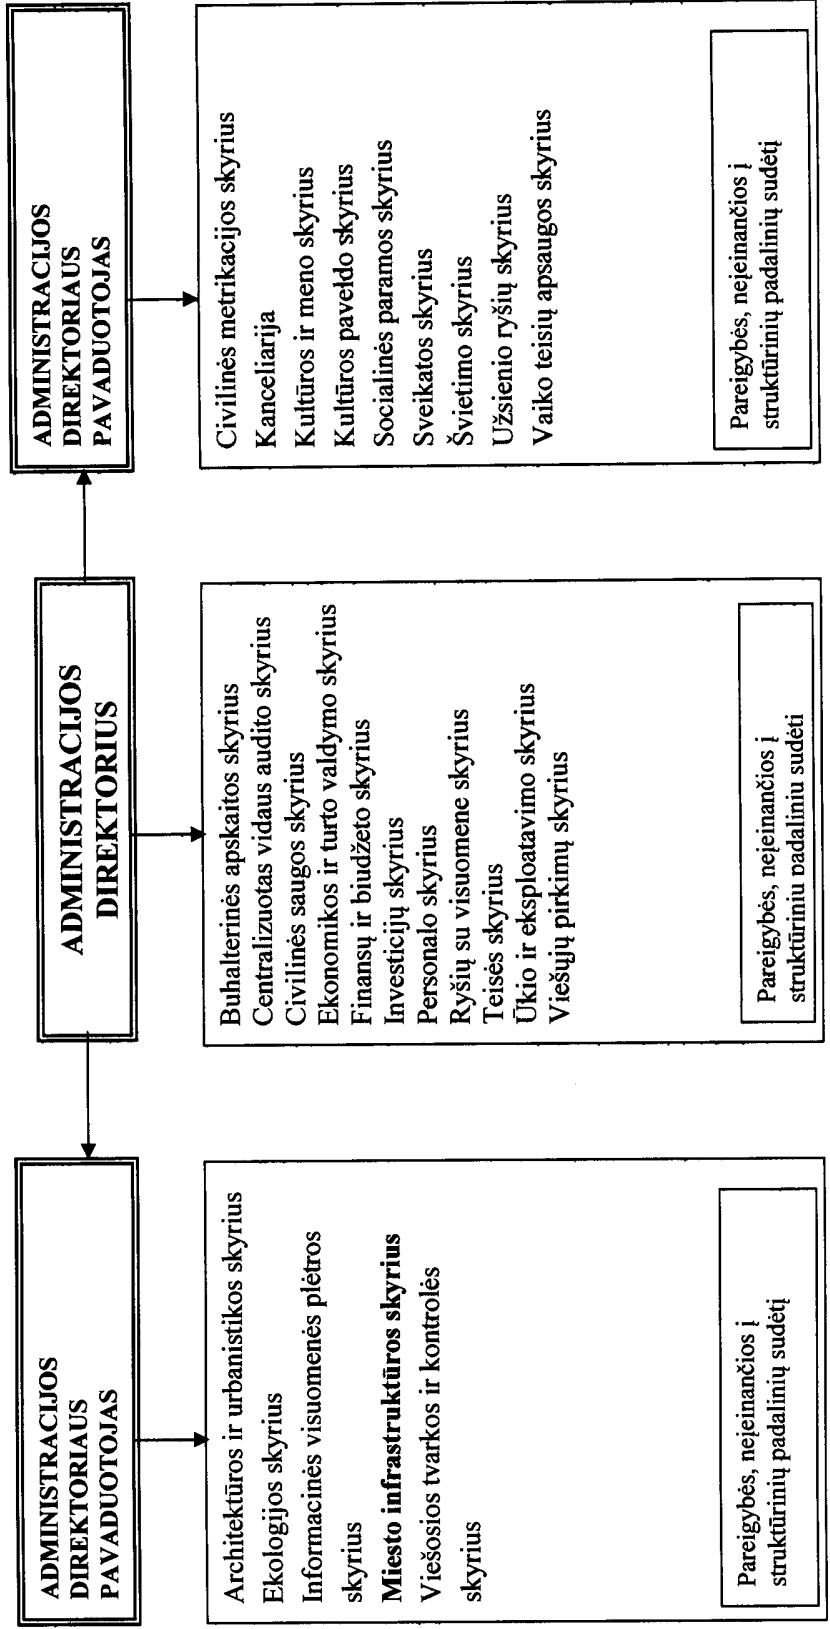 ADMINISTRACIJOS
DIREKTORIAUS
PAVADUOTOJAS
Architektūros ir urbanistikos skyrius
Ekologijos skyrius
Informacinės visuomenės plėtros
skyrius
Miesto infrastruktūros skyrius
Viešosios tvarkos ir kontrolės
skyrius
Pareigybės, neįeinančios į
struktūrinių padalinių sudėtį
ADMINISTRACIJOS
DIREKTORIUS
Buhalterinės apskaitos skyrius
Centralizuotas vidaus audito skyrius
Civilinės saugos skyrius
Ekonomikos ir turto valdymo skyrius
Finansų ir biudžeto skyrius
Investicijų skyrius
Personalo skyrius
Ryšių su visuomene skyrius
Teisės skyrius
Ūkio ir eksploatavimo skyrius
Viešųjų pirkimų skyrius
Pareigybės, neįeinančios į
struktūrinių padalinių sudėtį
ADMINISTRACIJOS
DIREKTORIAUS
PAVADUOTOJAS
Civilinės metrikacijos skyrius
Kanceliarija
Kultūros ir meno skyrius
Kultūros paveldo skyrius
Socialinės paramos skyrius
Sveikatos skyrius
Švietimo skyrius
Užsienio ryšių skyrius
Vaiko teisių apsaugos skyrius
Pareigybės, neįeinančios į
struktūrinių padalinių sudėtį